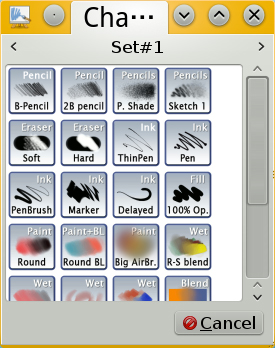 Cha...
Set#1
Pencil Pencil Pencils Pencils
B-Pencil 2B pencil P. Shade Sketch 1
Eraser Eraser Ink Ink
Soft Hard ThinPen Pen
Ink Ink Ink Fill
PenBrush Marker Delayed 100% Op.
Paint Paint+BL Paint Wet
Round Round BL Big AirBr. R-S blend
Wet Wet Wet Blend
Cancel